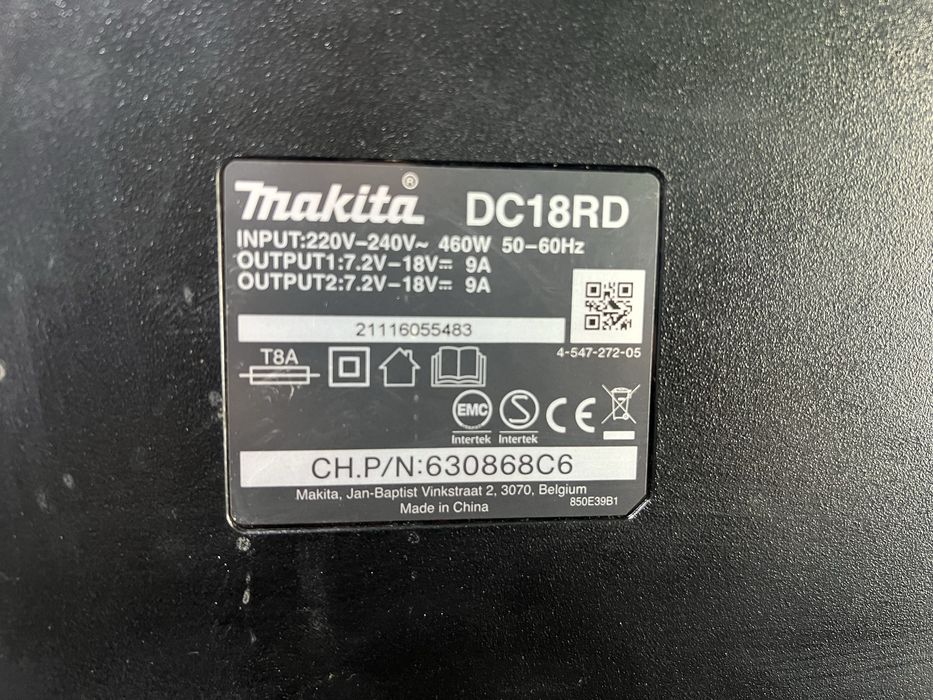 makita® DC18RD
INPUT:220V–240V~ 460W 50–60Hz
OUTPUT1:7.2V–18V⎓ 9A
OUTPUT2:7.2V–18V⎓ 9A
21116055483
4-547-272-05
T8A
EMC S CE
Intertek Intertek
CH.P/N:630868C6
Makita, Jan-Baptist Vinkstraat 2, 3070, Belgium
Made in China
850E39B1